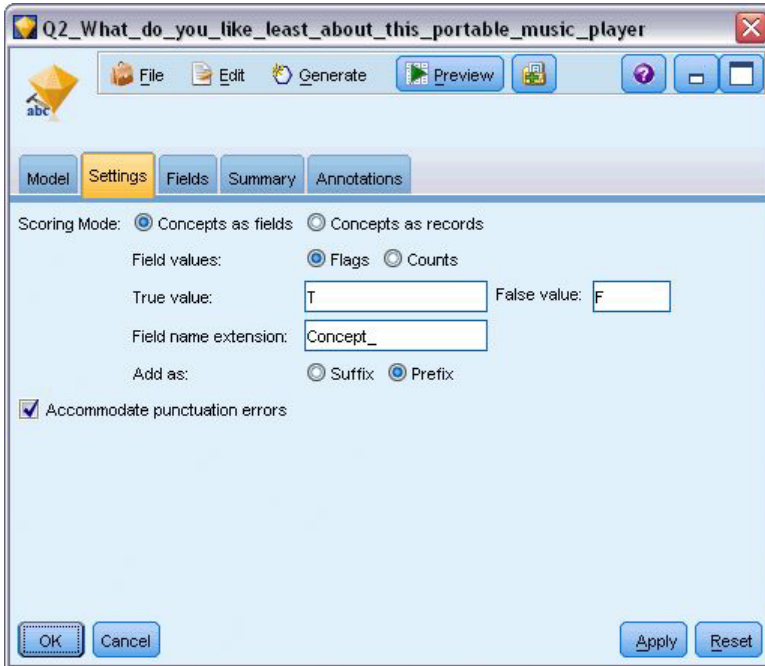 Q2_What_do_you_like_least_about_this_portable_music_player
File Edit Generate Preview
abc
Model Settings Fields Summary Annotations
Scoring Mode: Concepts as fields Concepts as records
Field values: Flags Counts
True value: T False value: F
Field name extension: Concept_
Add as: Suffix Prefix
Accommodate punctuation errors
OK Cancel Apply Reset